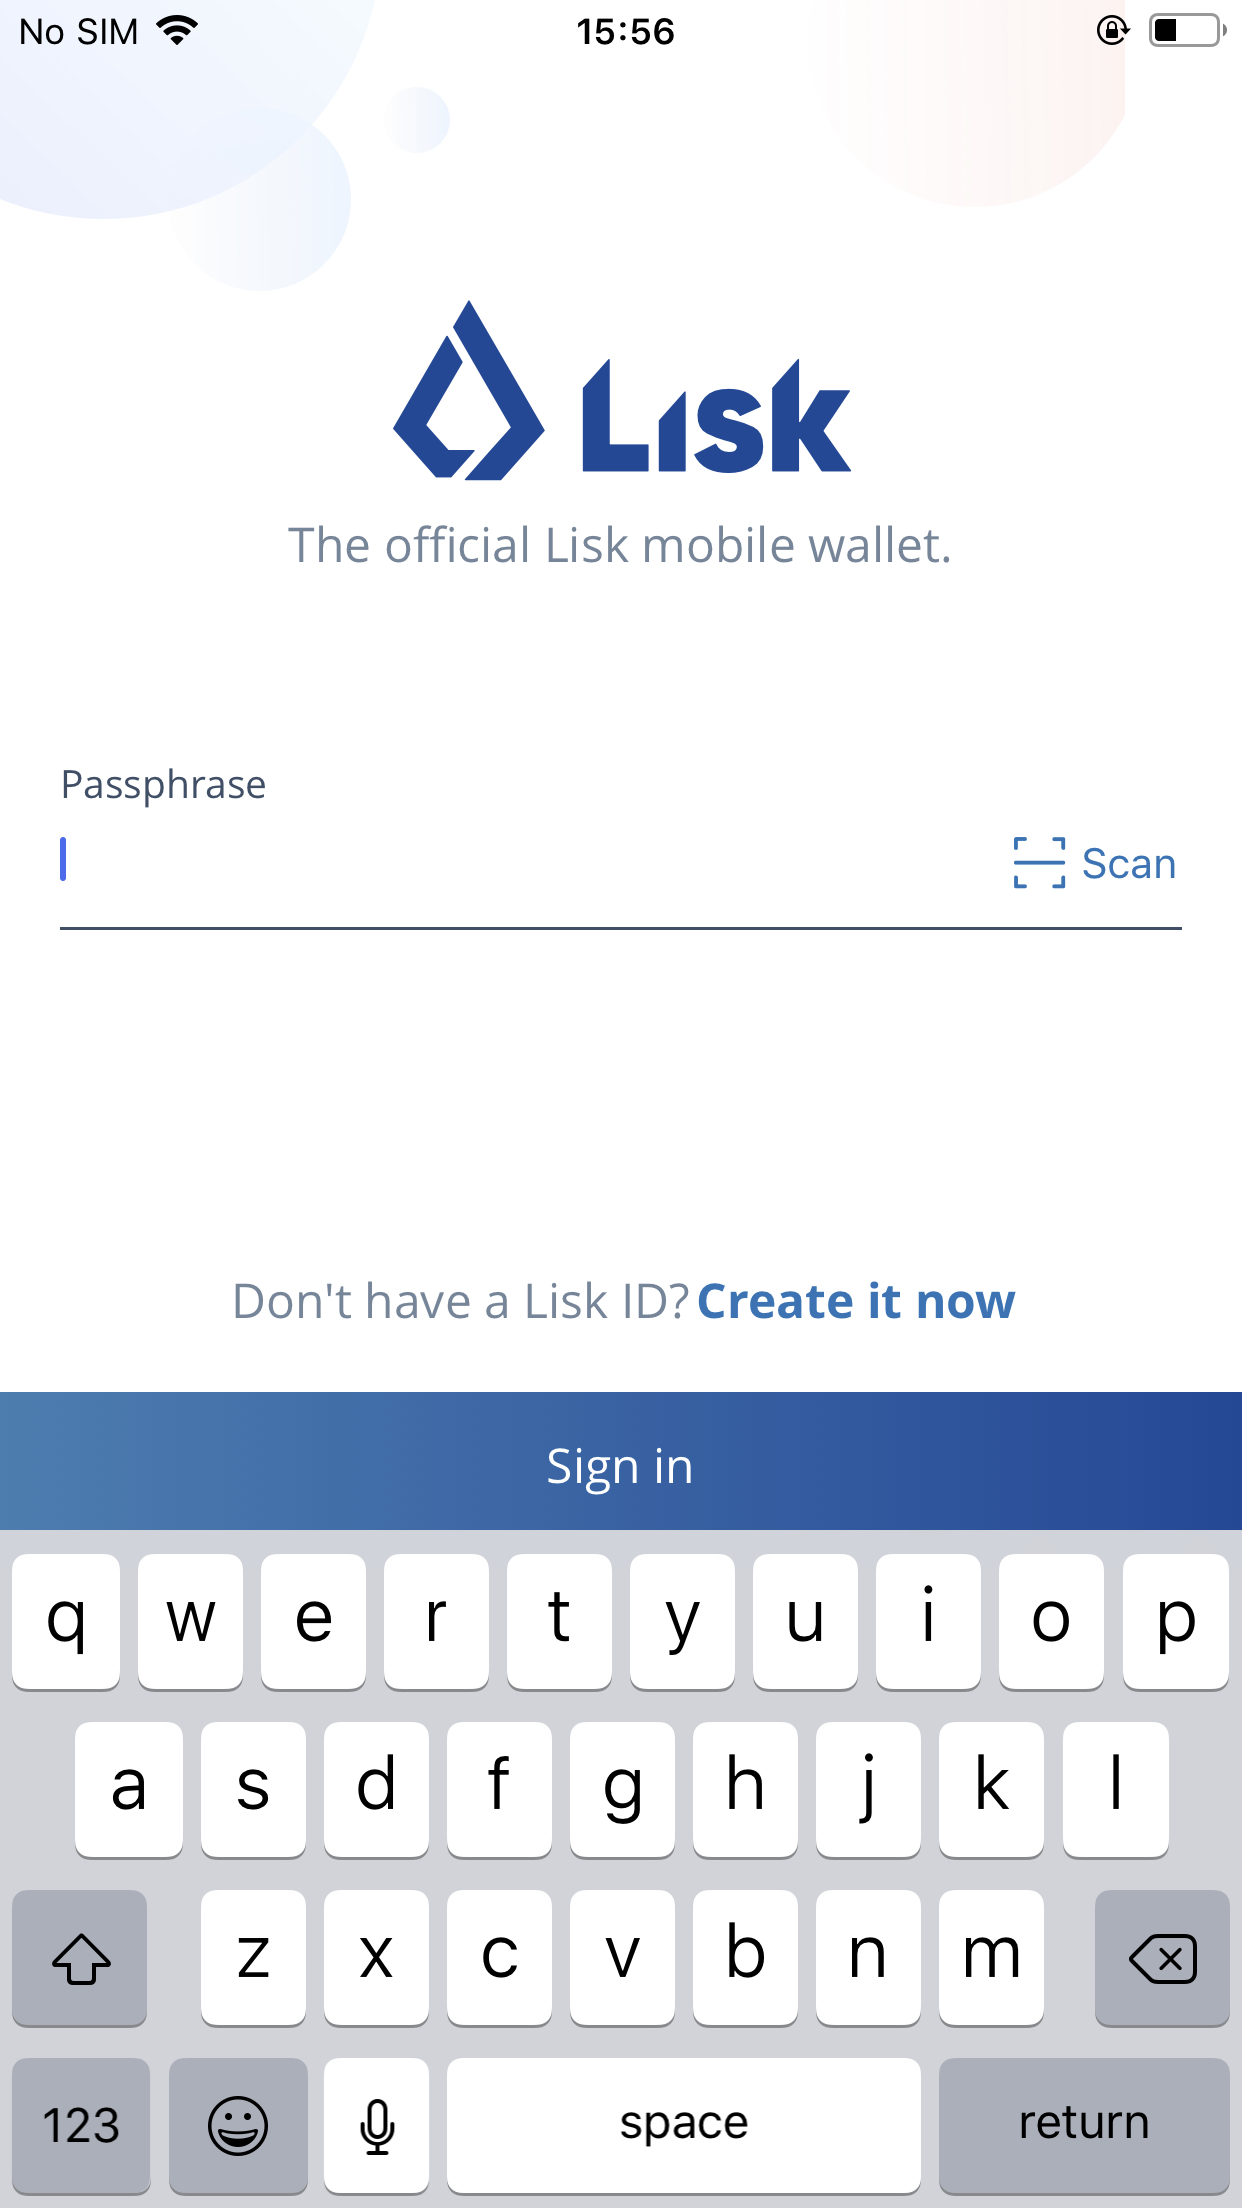 No SIM 15:56
Lisk
The official Lisk mobile wallet.
Passphrase
Scan
Don't have a Lisk ID? Create it now
Sign in
q w e r t y u i o p
a s d f g h j k l
z x c v b n m
123 space return